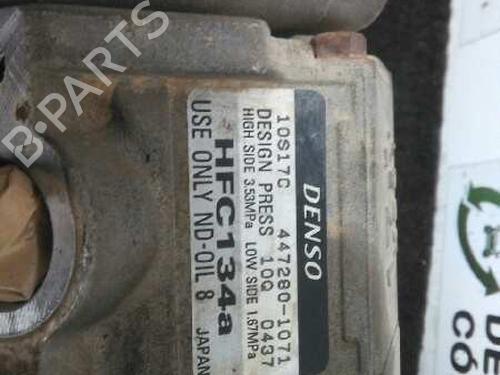 DENSO
10S17C 447280-1071
DESIGN PRESS 10Q 0437
HIGH SIDE 3.53MPa LOW SIDE 1.67MPa
HFC134a
USE ONLY ND-OIL 8 JAPAN
B-PARTS
DE
CÓ